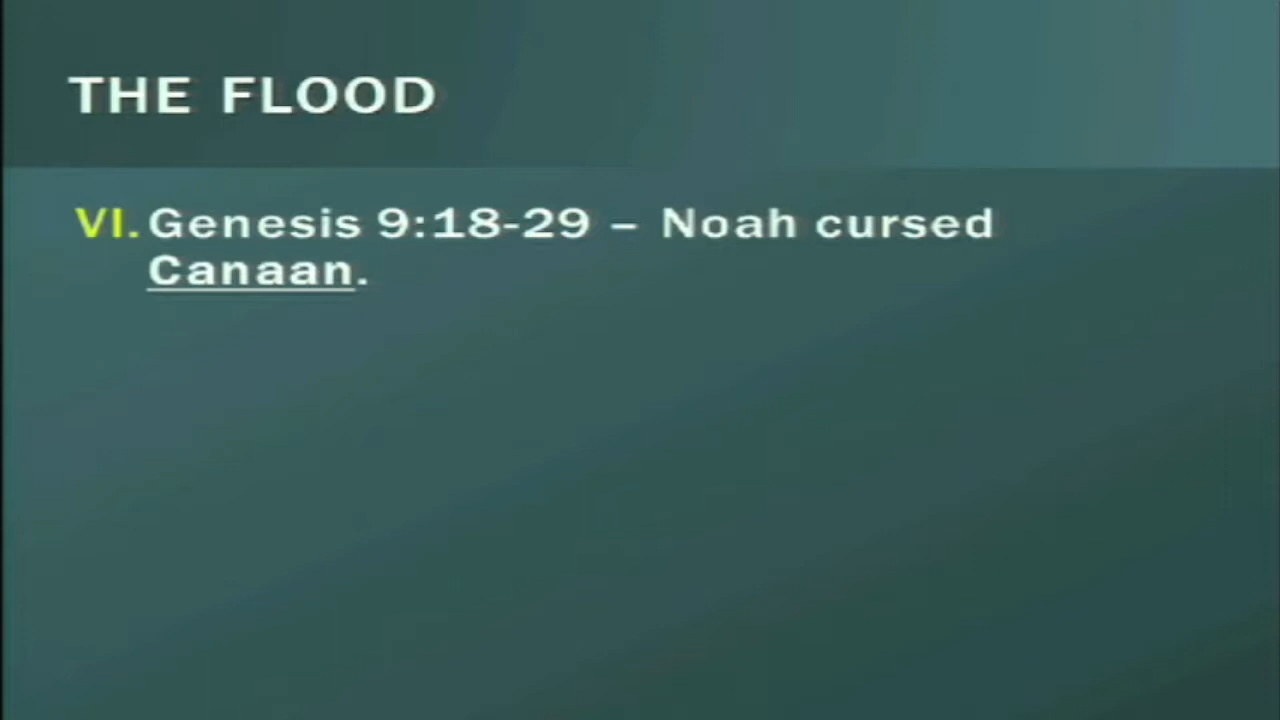 THE FLOOD
VI. Genesis 9:18-29 – Noah cursed
Canaan.